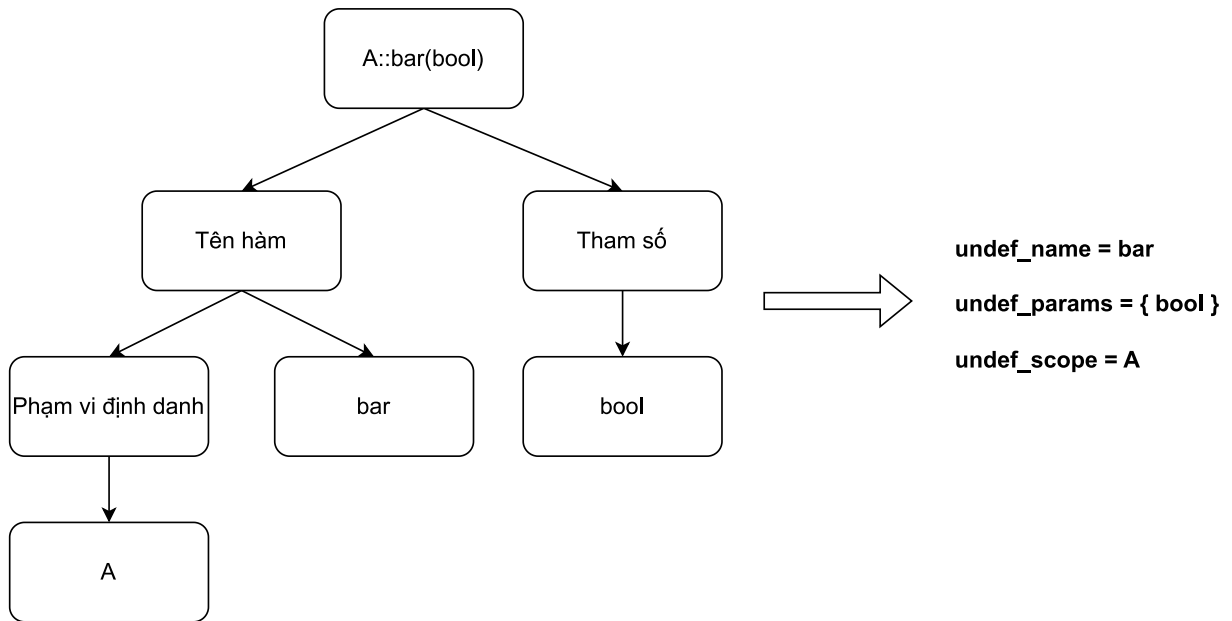 A::bar(bool)
Tên hàm
Tham số
undef_name = bar
undef_params = { bool }
undef_scope = A
Phạm vi định danh
bar
bool
A